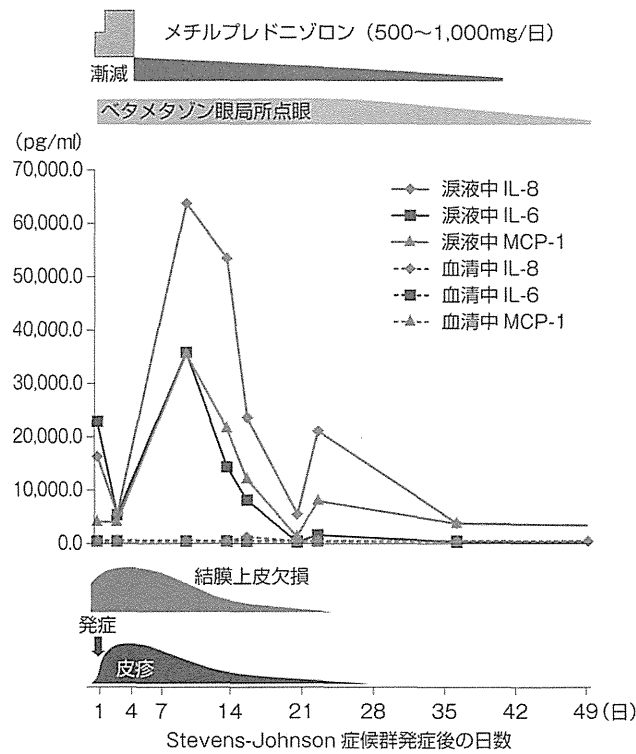 メチルプレドニゾロン（500〜1,000mg/日）
漸減
ベタメタゾン眼局所点眼
(pg/ml)
70,000.0
60,000.0
50,000.0
40,000.0
30,000.0
20,000.0
10,000.0
0.0
涙液中 IL-8
涙液中 IL-6
涙液中 MCP-1
血清中 IL-8
血清中 IL-6
血清中 MCP-1
結膜上皮欠損
発症
皮疹
1 4 7 14 21 28 35 42 49 (日)
Stevens-Johnson 症候群発症後の日数